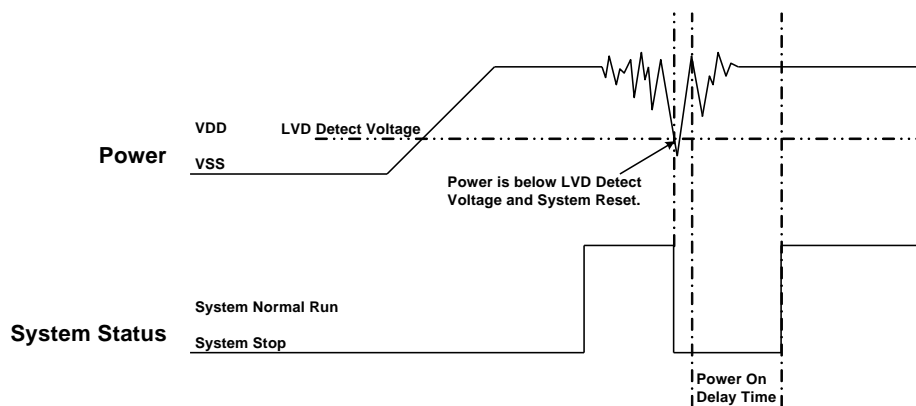 VDD
LVD Detect Voltage
Power
VSS
Power is below LVD Detect
Voltage and System Reset.
System Normal Run
System Status
System Stop
Power On
Delay Time